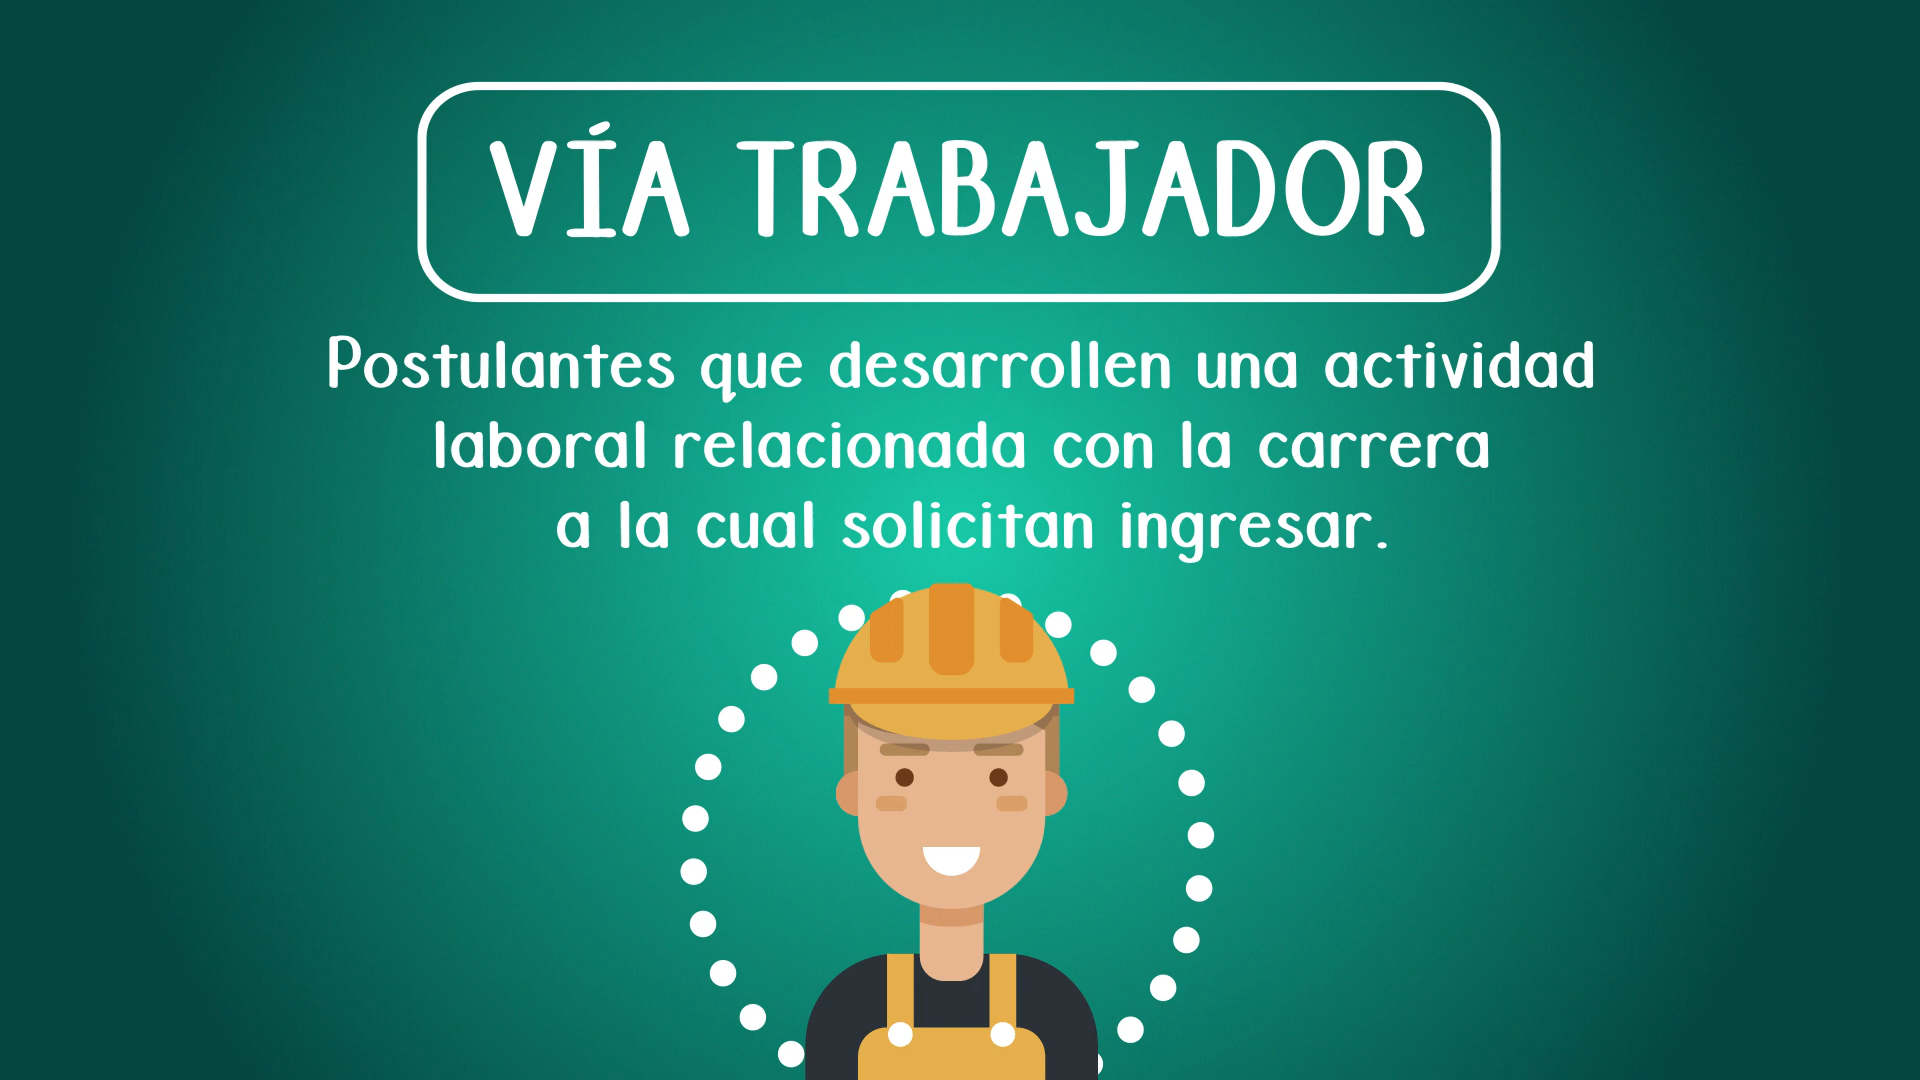 VÍA TRABAJADOR
Postulantes que desarrollen una actividad
laboral relacionada con la carrera
a la cual solicitan ingresar.